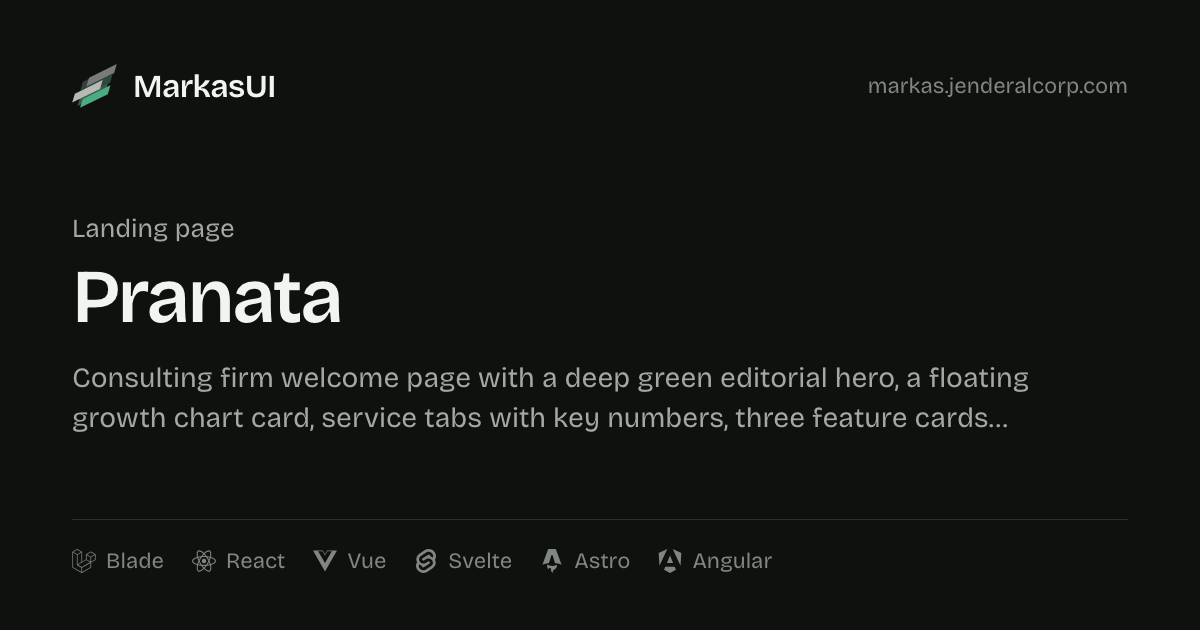 MarkasUI
markas.jenderalcorp.com
Landing page
Pranata
Consulting firm welcome page with a deep green editorial hero, a floating
growth chart card, service tabs with key numbers, three feature cards...
Blade React Vue Svelte Astro Angular